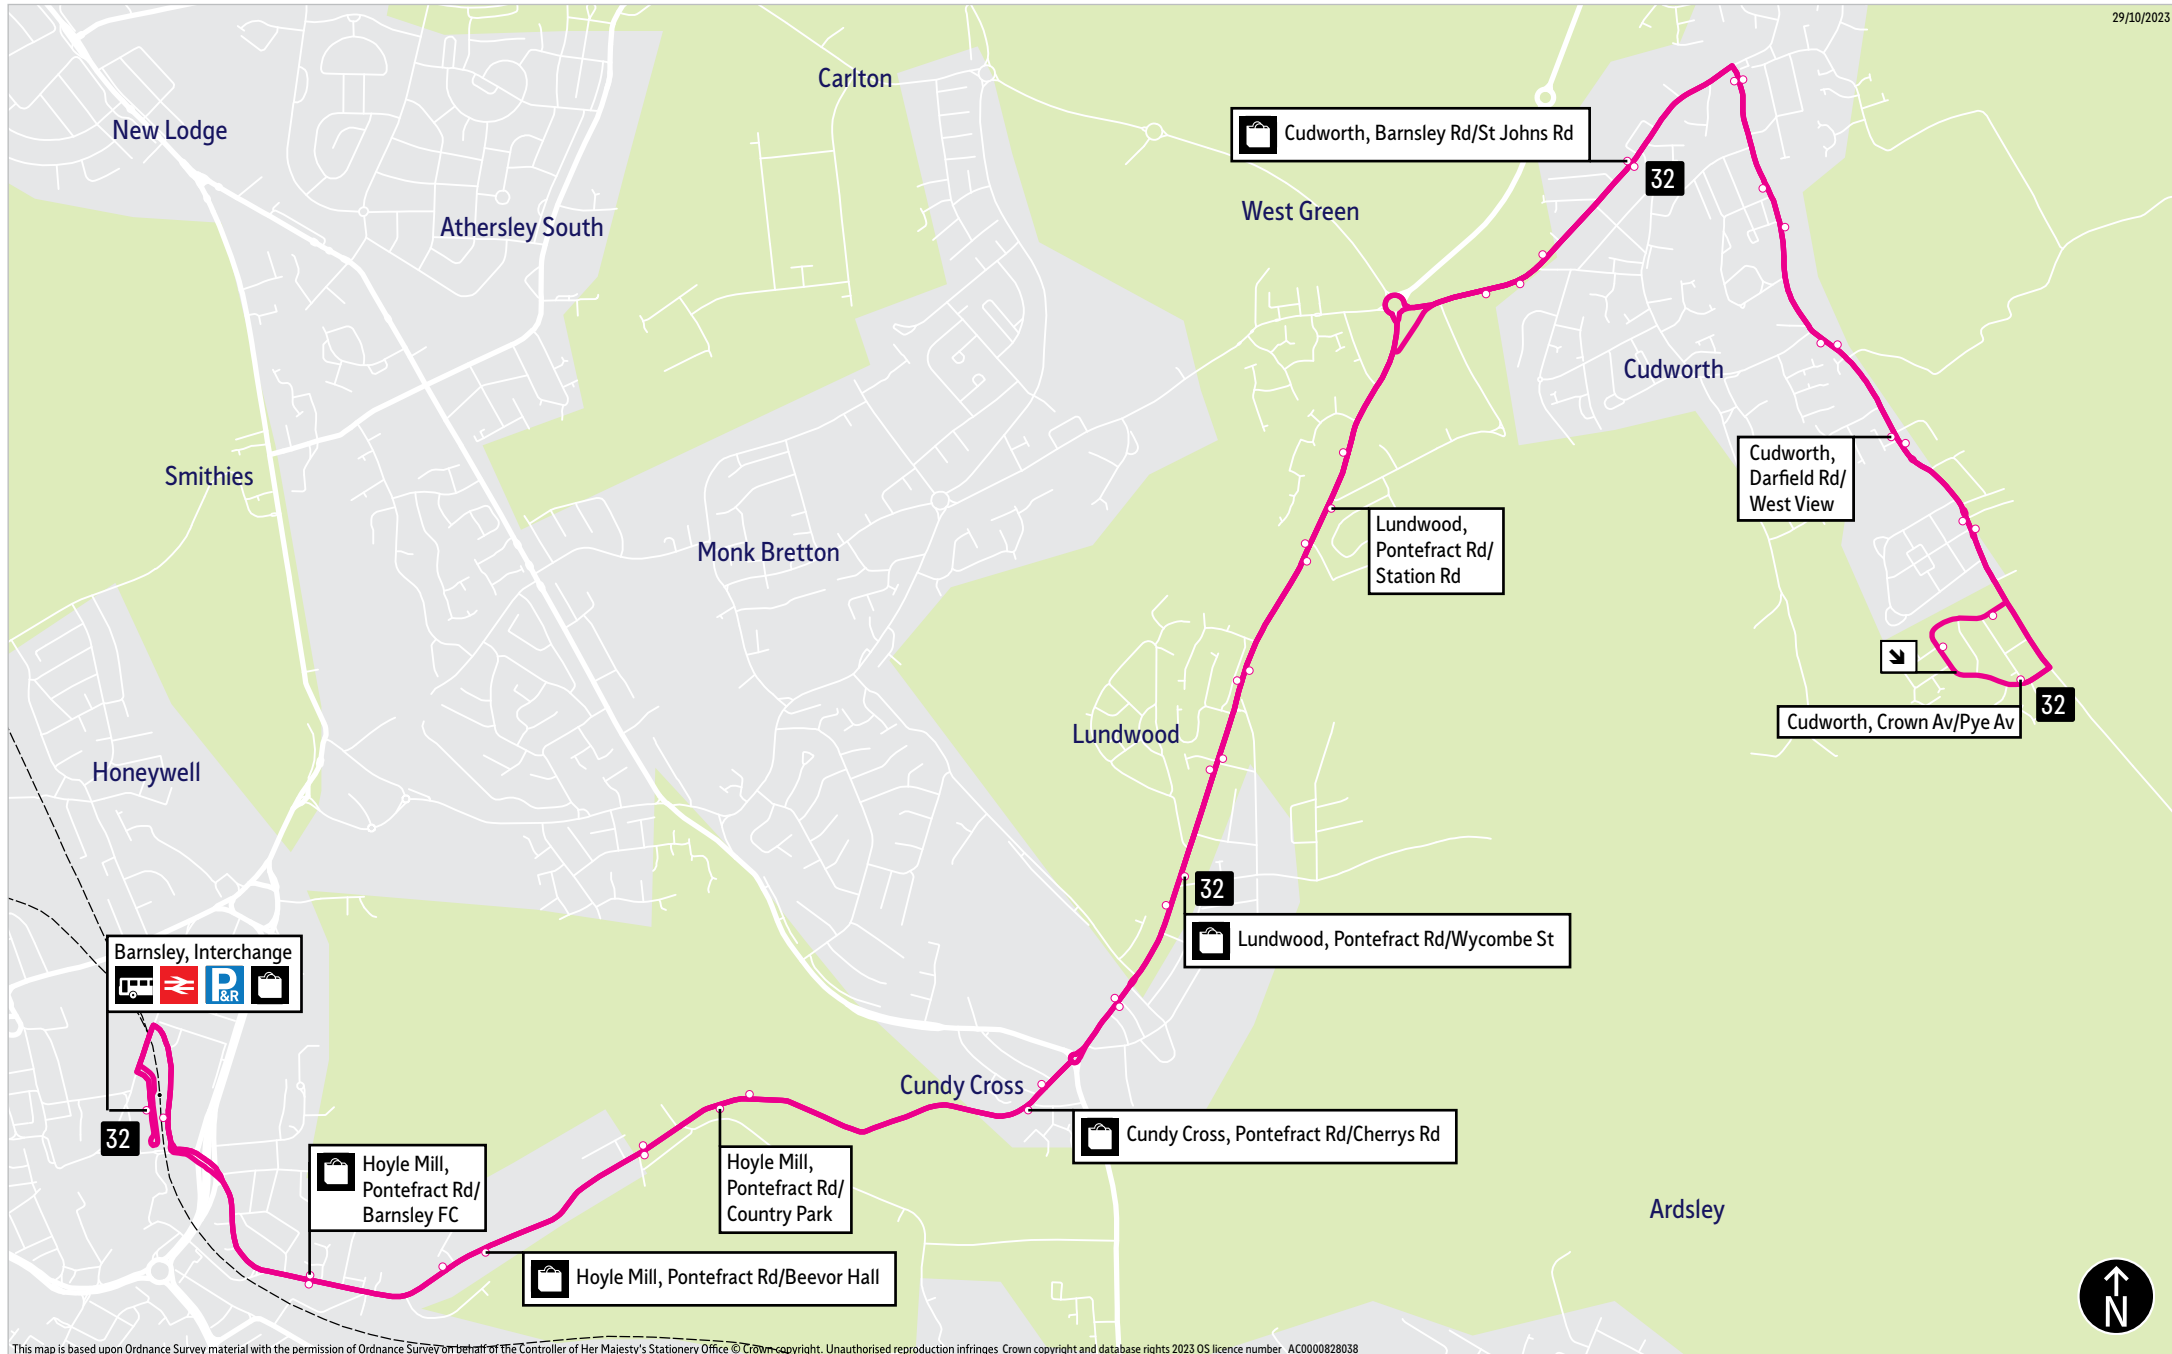 29/10/2023
Carlton
New Lodge
Cudworth, Barnsley Rd/St Johns Rd
32
West Green
Athersley South
Cudworth
Smithies
Cudworth,
Darfield Rd/
West View
Monk Bretton
Lundwood,
Pontefract Rd/
Station Rd
32
Cudworth, Crown Av/Pye Av
Lundwood
Honeywell
32
Lundwood, Pontefract Rd/Wycombe St
Barnsley, Interchange
P
&R
Cundy Cross
32
Cundy Cross, Pontefract Rd/Cherrys Rd
Hoyle Mill,
Pontefract Rd/
Barnsley FC
Hoyle Mill,
Pontefract Rd/
Country Park
Ardsley
Hoyle Mill, Pontefract Rd/Beevor Hall
N
This map is based upon Ordnance Survey material with the permission of Ordnance Survey on behalf of the Controller of Her Majesty's Stationery Office © Crown copyright. Unauthorised reproduction infringes Crown copyright and database rights 2023 OS licence number AC0000828038